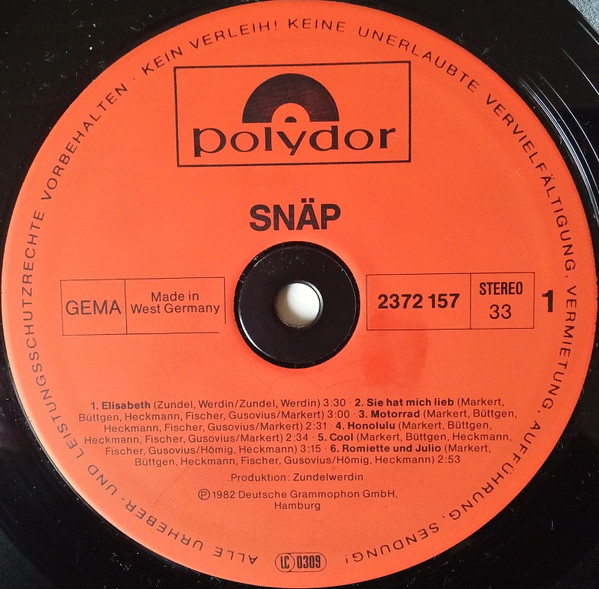 ALLE URHEBER- UND LEISTUNGSSCHUTZRECHTE VORBEHALTEN · KEIN VERLEIH! KEINE UNERLAUBTE VERVIELFÄLTIGUNG, VERMIETUNG, AUFFÜHRUNG, SENDUNG!
polydor
SNÄP
GEMA
Made in
West Germany
2372 157
STEREO
33
1
1. Elisabeth (Zundel, Werdin/Zundel, Werdin) 3:30 · 2. Sie hat mich lieb (Markert,
Büttgen, Heckmann, Fischer, Gusovius/Markert) 3:00 · 3. Motorrad (Markert, Büttgen,
Heckmann, Fischer, Gusovius/Markert) 2:31 · 4. Honolulu (Markert, Büttgen,
Heckmann, Fischer, Gusovius/Markert) 2:34 · 5. Cool (Markert, Büttgen, Heckmann,
Fischer, Gusovius/Hömig, Heckmann) 3:15 · 6. Romiette und Julio (Markert,
Büttgen, Heckmann, Fischer, Gusovius/Hömig, Heckmann) 2:53
Produktion: Zundelwerdin
Ⓟ 1982 Deutsche Grammophon GmbH,
Hamburg
LC 0309